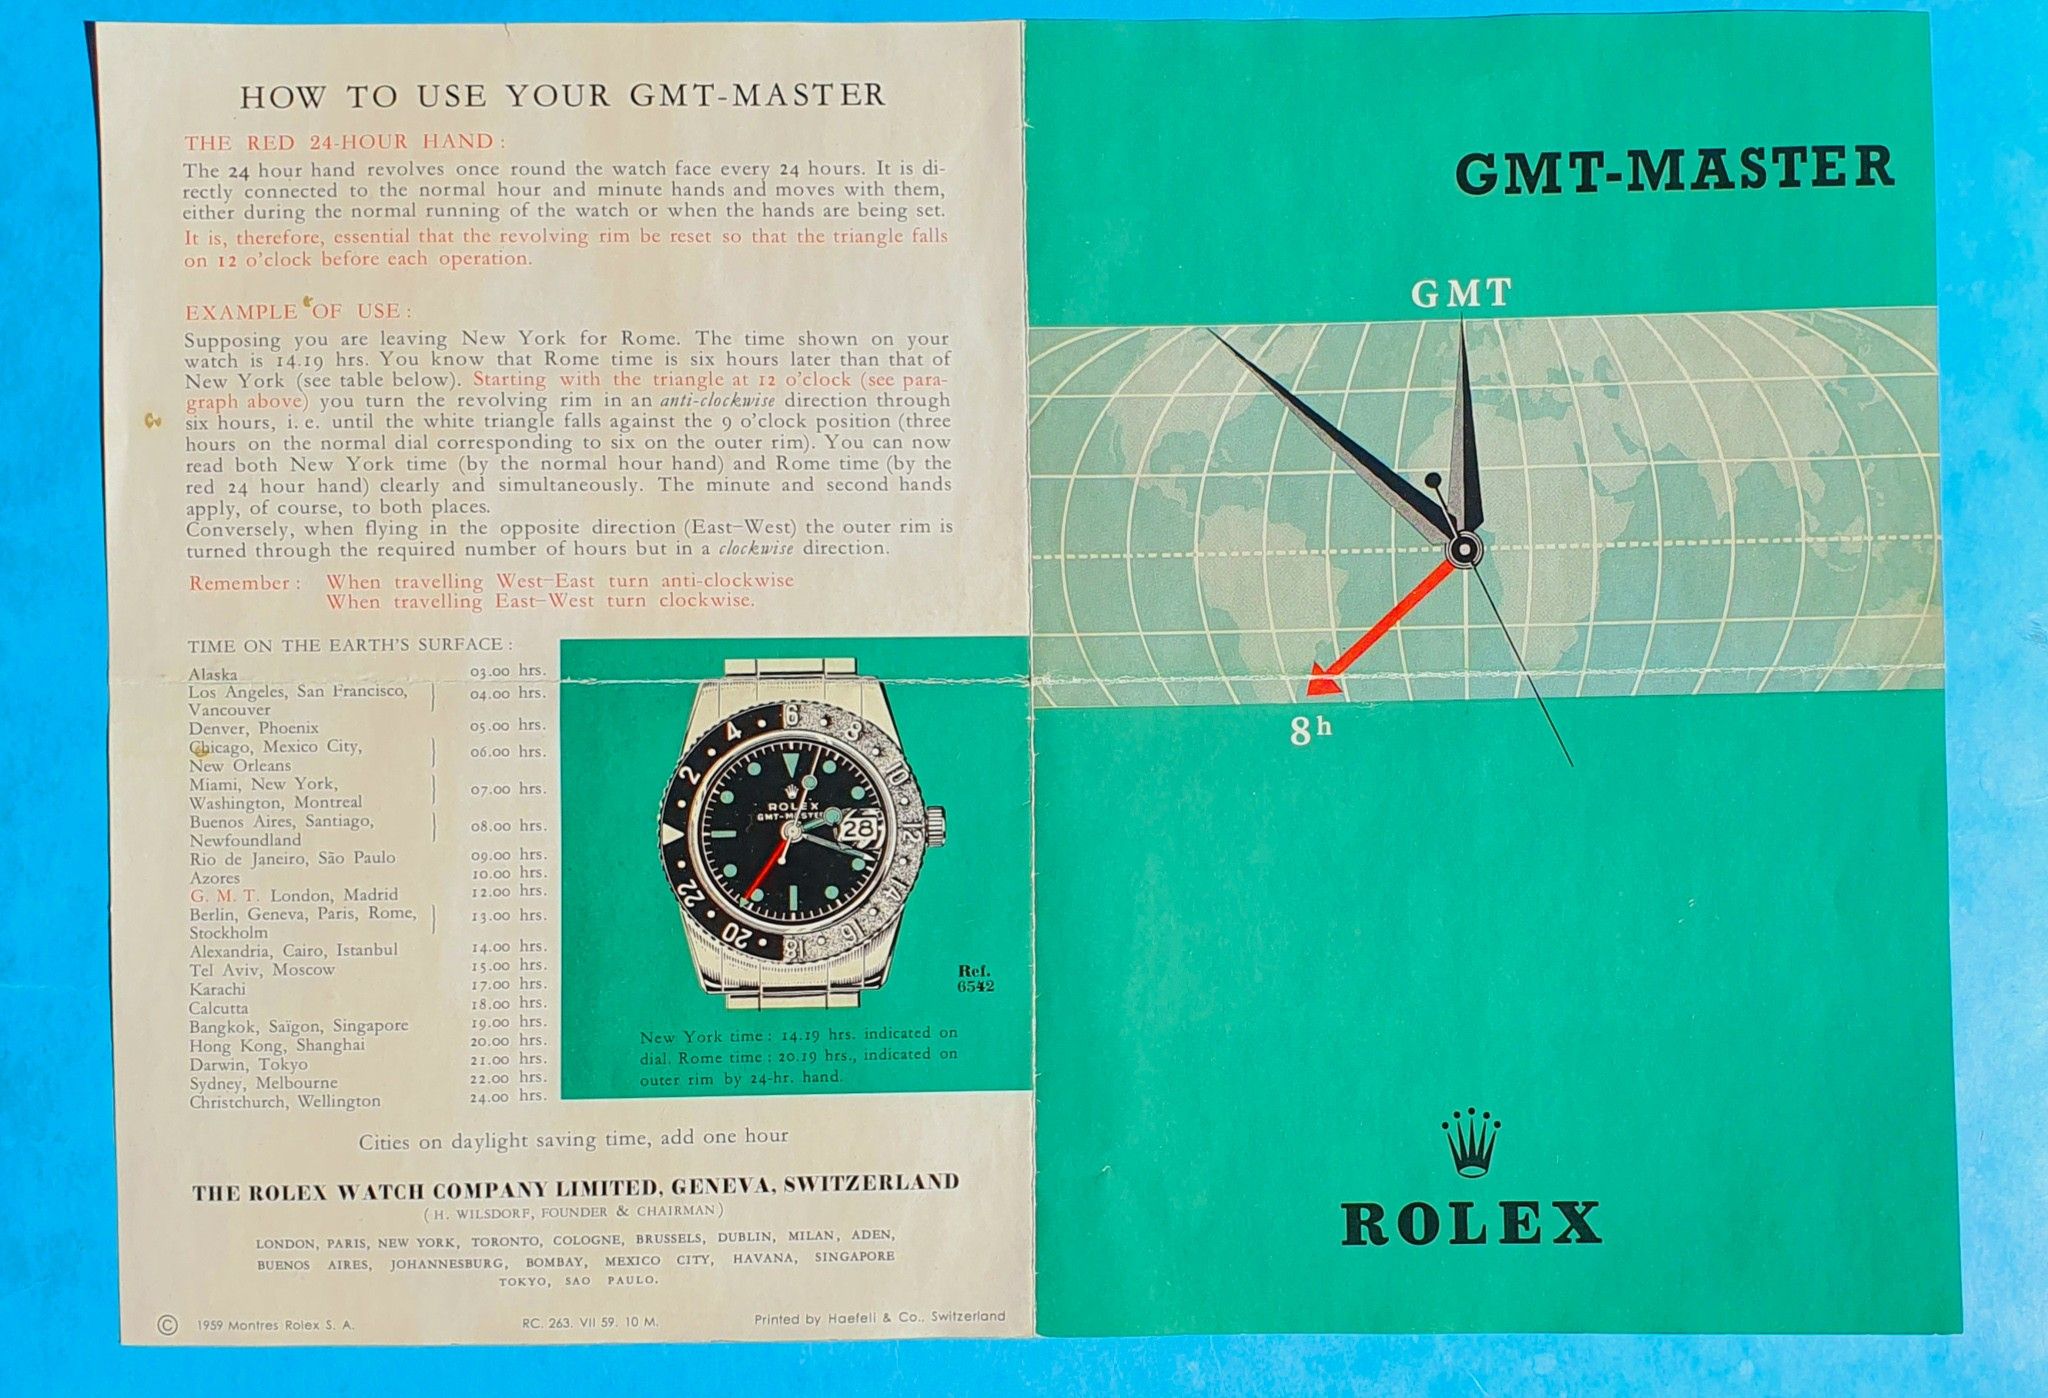 HOW TO USE YOUR GMT-MASTER
THE RED 24-HOUR HAND :
The 24 hour hand revolves once round the watch face every 24 hours. It is di-
rectly connected to the normal hour and minute hands and moves with them,
either during the normal running of the watch or when the hands are being set.
It is, therefore, essential that the revolving rim be reset so that the triangle falls
on 12 o'clock before each operation.
EXAMPLE OF USE :
Supposing you are leaving New York for Rome. The time shown on your
watch is 14.19 hrs. You know that Rome time is six hours later than that of
New York (see table below). Starting with the triangle at 12 o'clock (see para-
graph above) you turn the revolving rim in an anti-clockwise direction through
six hours, i. e. until the white triangle falls against the 9 o'clock position (three
hours on the normal dial corresponding to six on the outer rim). You can now
read both New York time (by the normal hour hand) and Rome time (by the
red 24 hour hand) clearly and simultaneously. The minute and second hands
apply, of course, to both places.
Conversely, when flying in the opposite direction (East–West) the outer rim is
turned through the required number of hours but in a clockwise direction.
Remember : When travelling West–East turn anti-clockwise
When travelling East–West turn clockwise.
TIME ON THE EARTH'S SURFACE :
Alaska 03.00 hrs.
Los Angeles, San Francisco,
Vancouver 04.00 hrs.
Denver, Phoenix 05.00 hrs.
Chicago, Mexico City,
New Orleans 06.00 hrs.
Miami, New York,
Washington, Montreal 07.00 hrs.
Buenos Aires, Santiago,
Newfoundland 08.00 hrs.
Rio de Janeiro, São Paulo 09.00 hrs.
Azores 10.00 hrs.
G. M. T. London, Madrid 12.00 hrs.
Berlin, Geneva, Paris, Rome,
Stockholm 13.00 hrs.
Alexandria, Cairo, Istanbul 14.00 hrs.
Tel Aviv, Moscow 15.00 hrs.
Karachi 17.00 hrs.
Calcutta 18.00 hrs.
Bangkok, Saïgon, Singapore 19.00 hrs.
Hong Kong, Shanghai 20.00 hrs.
Darwin, Tokyo 21.00 hrs.
Sydney, Melbourne 22.00 hrs.
Christchurch, Wellington 24.00 hrs.
2 4 6 8 10 12 14 16 18 20 22
ROLEX
GMT-MASTER
28
Ref.
6542
New York time : 14.19 hrs. indicated on
dial. Rome time : 20.19 hrs., indicated on
outer rim by 24-hr. hand.
Cities on daylight saving time, add one hour
THE ROLEX WATCH COMPANY LIMITED, GENEVA, SWITZERLAND
( H. WILSDORF, FOUNDER & CHAIRMAN )
LONDON, PARIS, NEW YORK, TORONTO, COLOGNE, BRUSSELS, DUBLIN, MILAN, ADEN,
BUENOS AIRES, JOHANNESBURG, BOMBAY, MEXICO CITY, HAVANA, SINGAPORE
TOKYO, SAO PAULO.
© 1959 Montres Rolex S. A. RC. 263. VII 59. 10 M. Printed by Haefeli & Co., Switzerland
GMT-MASTER
GMT
8h
ROLEX